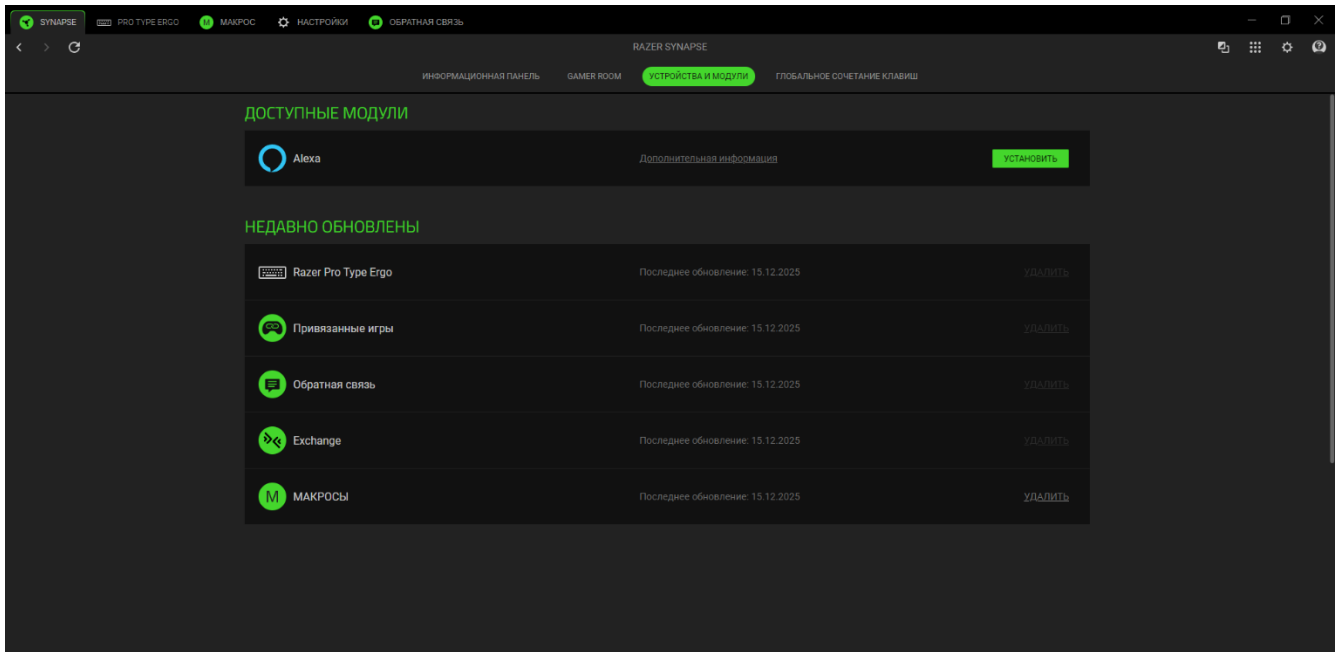 SYNAPSE PRO TYPE ERGO M МАКРОС НАСТРОЙКИ ОБРАТНАЯ СВЯЗЬ
RAZER SYNAPSE
ИНФОРМАЦИОННАЯ ПАНЕЛЬ GAMER ROOM УСТРОЙСТВА И МОДУЛИ ГЛОБАЛЬНОЕ СОЧЕТАНИЕ КЛАВИШ
ДОСТУПНЫЕ МОДУЛИ
Alexa Дополнительная информация УСТАНОВИТЬ
НЕДАВНО ОБНОВЛЕНЫ
Razer Pro Type Ergo Последнее обновление: 15.12.2025 УДАЛИТЬ
Привязанные игры Последнее обновление: 15.12.2025 УДАЛИТЬ
Обратная связь Последнее обновление: 15.12.2025 УДАЛИТЬ
Exchange Последнее обновление: 15.12.2025 УДАЛИТЬ
M МАКРОСЫ Последнее обновление: 15.12.2025 УДАЛИТЬ